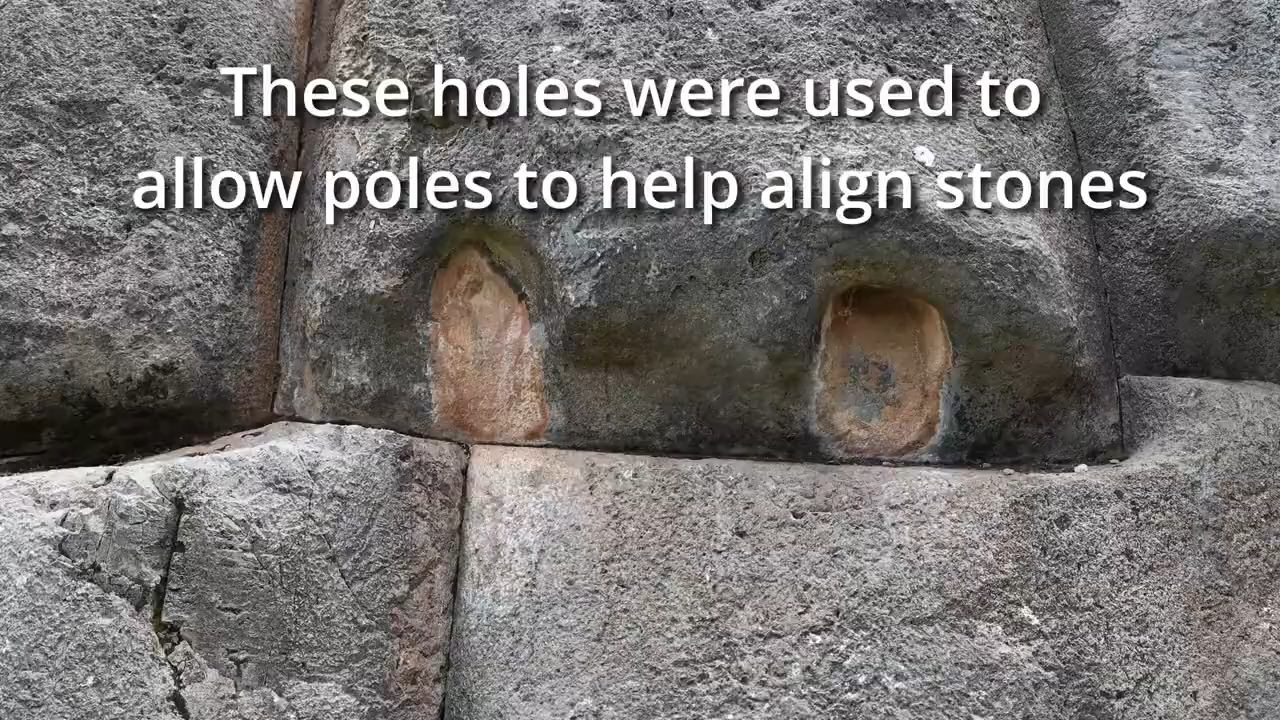 These holes were used to
allow poles to help align stones